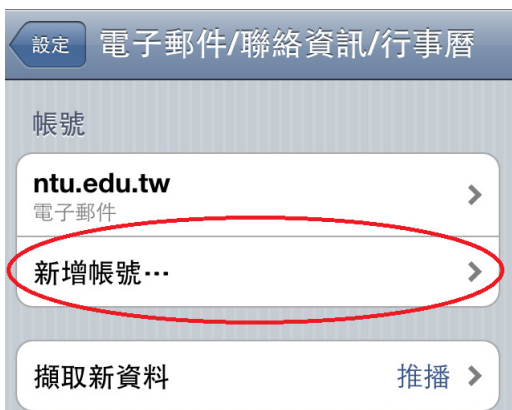 設定
電子郵件/聯絡資訊/行事曆
帳號
ntu.edu.tw
電子郵件
新增帳號⋯
擷取新資料 推播